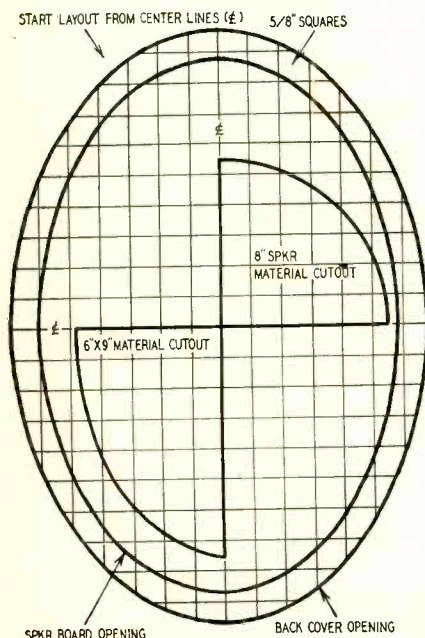 START LAYOUT FROM CENTER LINES (℄)
5/8" SQUARES
℄
8" SPKR
MATERIAL CUTOUT
℄
6"X9" MATERIAL CUTOUT
SPKR BOARD OPENING
BACK COVER OPENING